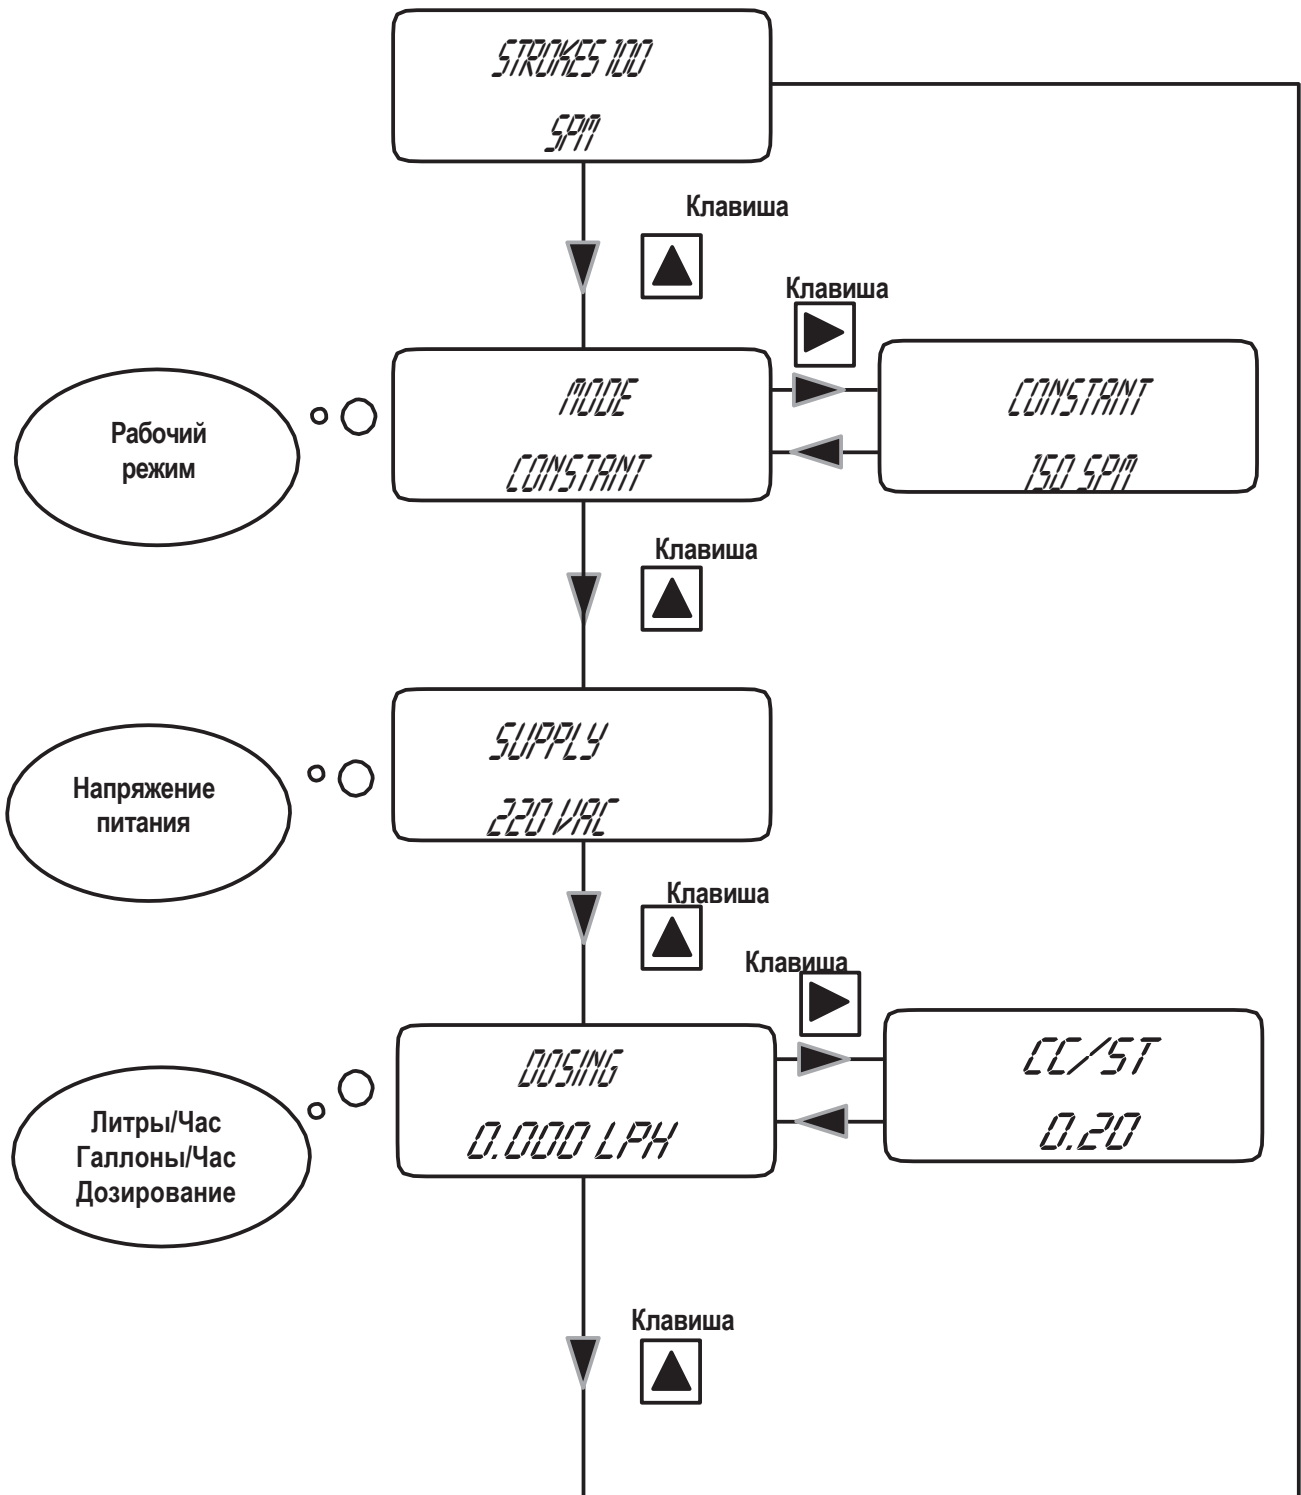 STROKES 100
SPM
Клавиша
Клавиша
MODE
CONSTANT
CONSTANT
150 SPM
Рабочий
режим
Клавиша
SUPPLY
220 VAC
Напряжение
питания
Клавиша
Клавиша
DOSING
0.000 LPH
CC/ST
0.20
Литры/Час
Галлоны/Час
Дозирование
Клавиша